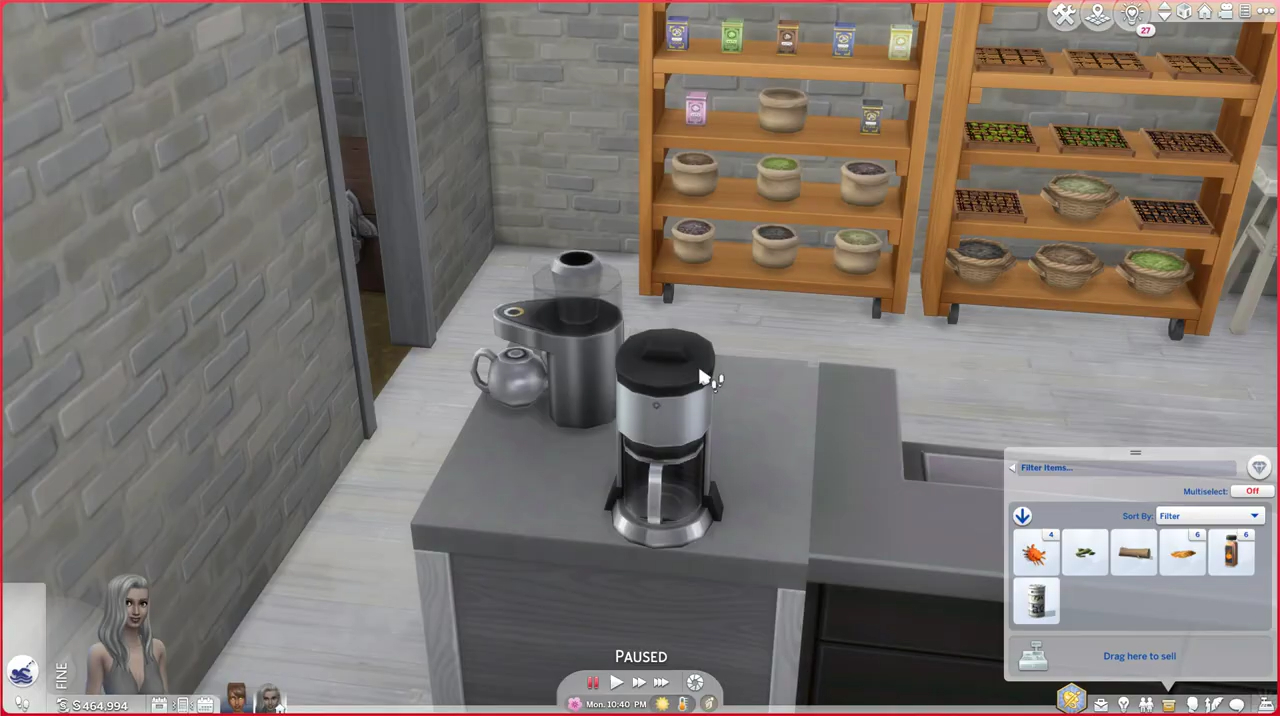 27
Filter Items...
Multiselect: Off
Sort By: Filter
4
6
6
Drag here to sell
PAUSED
FINE
§ 464,994
Mon. 10:40 PM